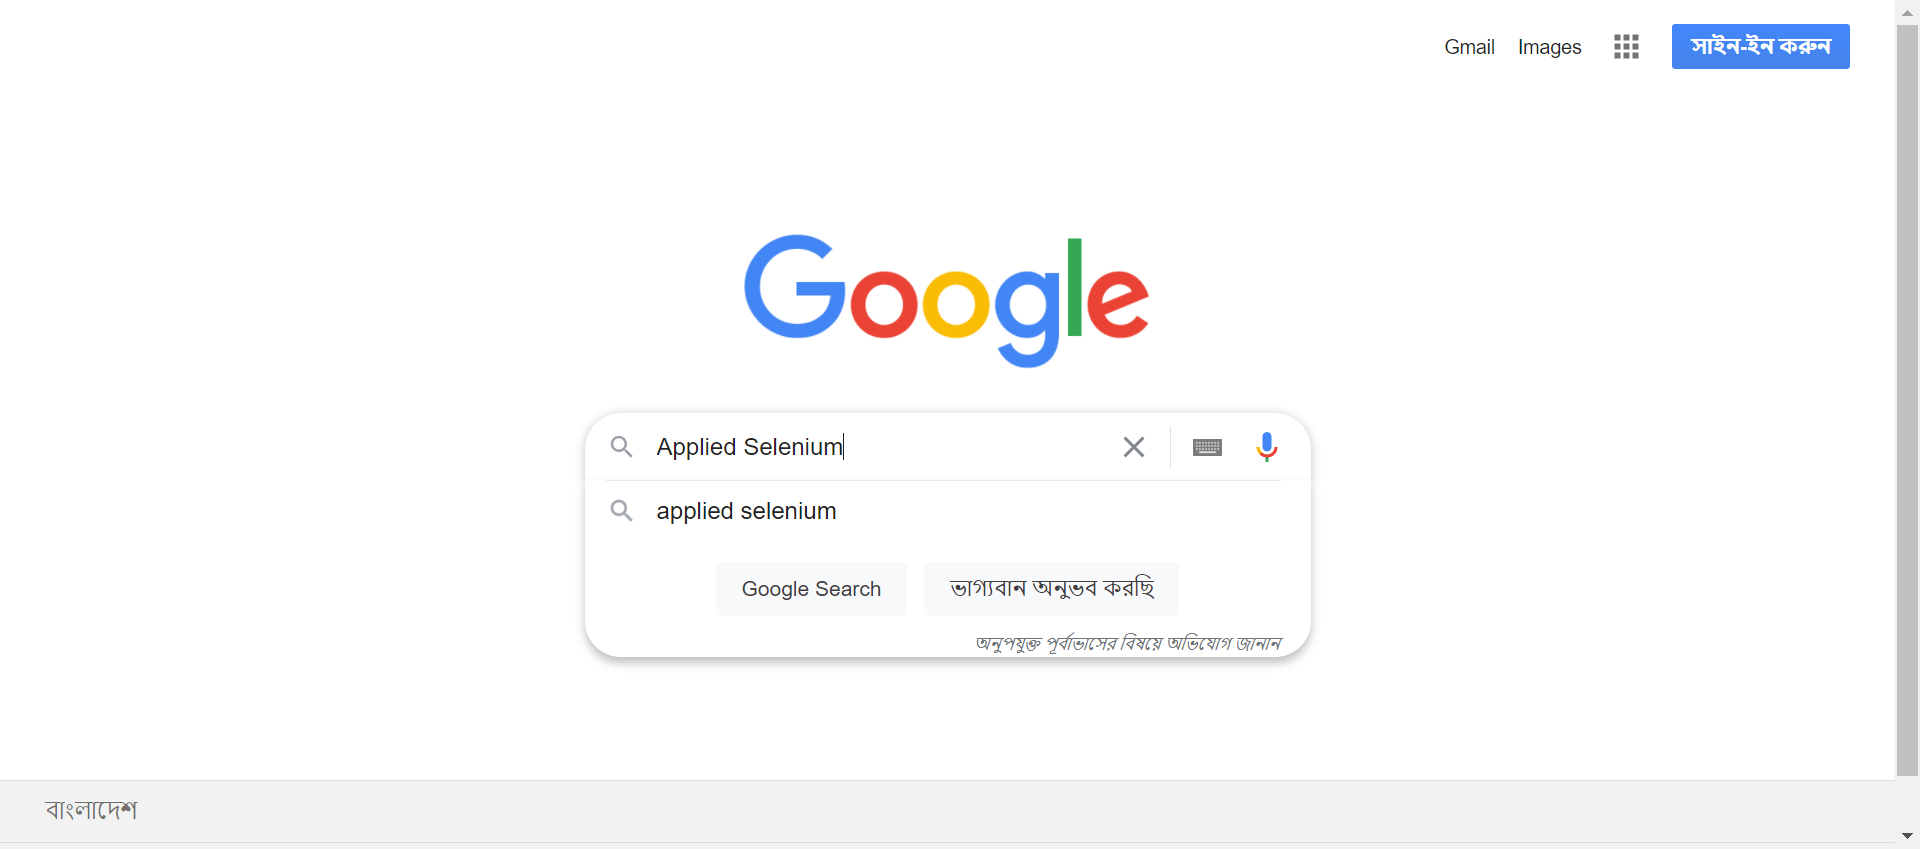 Gmail Images সাইন-ইন করুন
Google
Applied Selenium
applied selenium
Google Search ভাগ্যবান অনুভব করছি
অনুপযুক্ত পূর্বাভাসের বিষয়ে অভিযোগ জানান
বাংলাদেশ